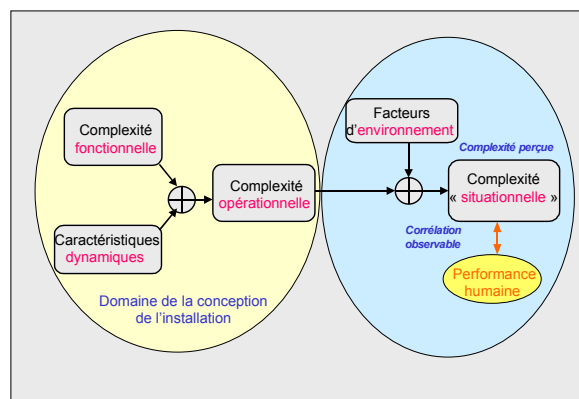 Complexité
fonctionnelle
Caractéristiques
dynamiques
Complexité
opérationnelle
Domaine de la conception
de l'installation
Facteurs
d'environnement
Complexité perçue
Complexité
« situationnelle »
Corrélation
observable
Performance
humaine